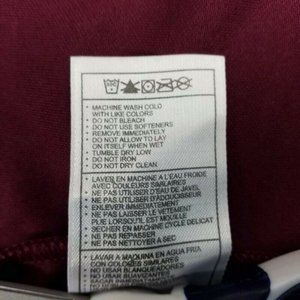 • MACHINE WASH COLD
WITH LIKE COLORS
• DO NOT BLEACH
• DO NOT USE SOFTENERS
• REMOVE IMMEDIATELY
• DO NOT ALLOW TO LAY
ON ITSELF WHEN WET
• TUMBLE DRY LOW
• DO NOT IRON
• DO NOT DRY CLEAN
• LAVER EN MACHINE A L'EAU FROIDE
AVEC COULEURS SIMILAIRES
• NE PAS UTILISER D'EAU DE JAVEL
• NE PAS UTILISER D'ADOUCISSEUR
• ENLEVER IMMEDIATEMENT
• NE PAS LAISSER LE VETEMENT
PLIE LORSQU'IL EST MOUILLE
• SECHER EN MACHINE CYCLE DELICAT
• NE PAS REPASSER
• NE PAS NETTOYER A SEC
• LAVAR A MAQUINA EN AGUA FRIA
CON COLORES SIMILARES
• NO USAR BLANQUEADORES
• NO USAR SUAVIZANTES